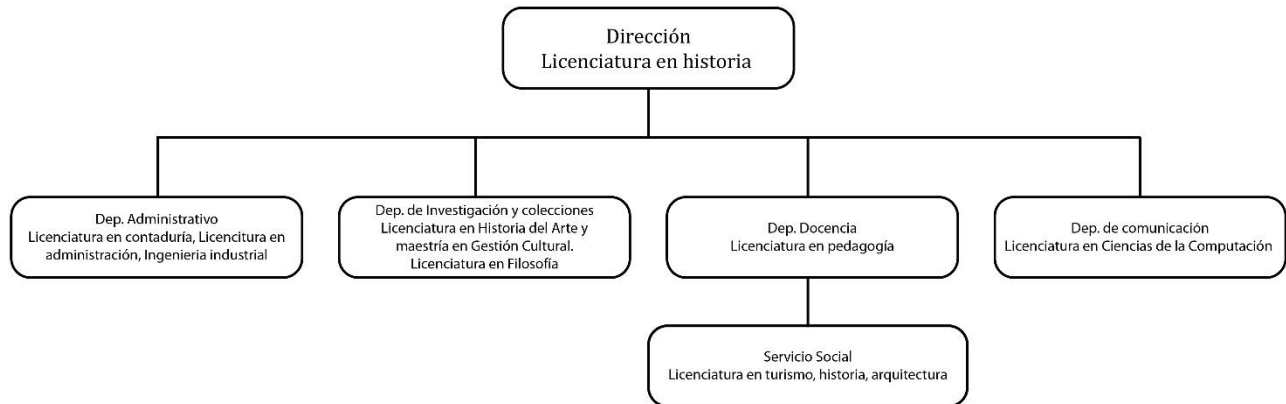 Dirección
Licenciatura en historia
Dep. Administrativo
Licenciatura en contaduría, Licencitura en
administración, Ingenieria industrial
Dep. de Investigación y colecciones
Licenciatura en Historia del Arte y
maestría en Gestión Cultural.
Licenciatura en Filosofía
Dep. Docencia
Licenciatura en pedagogía
Dep. de comunicación
Licenciatura en Ciencias de la Computación
Servicio Social
Licenciatura en turismo, historia, arquitectura